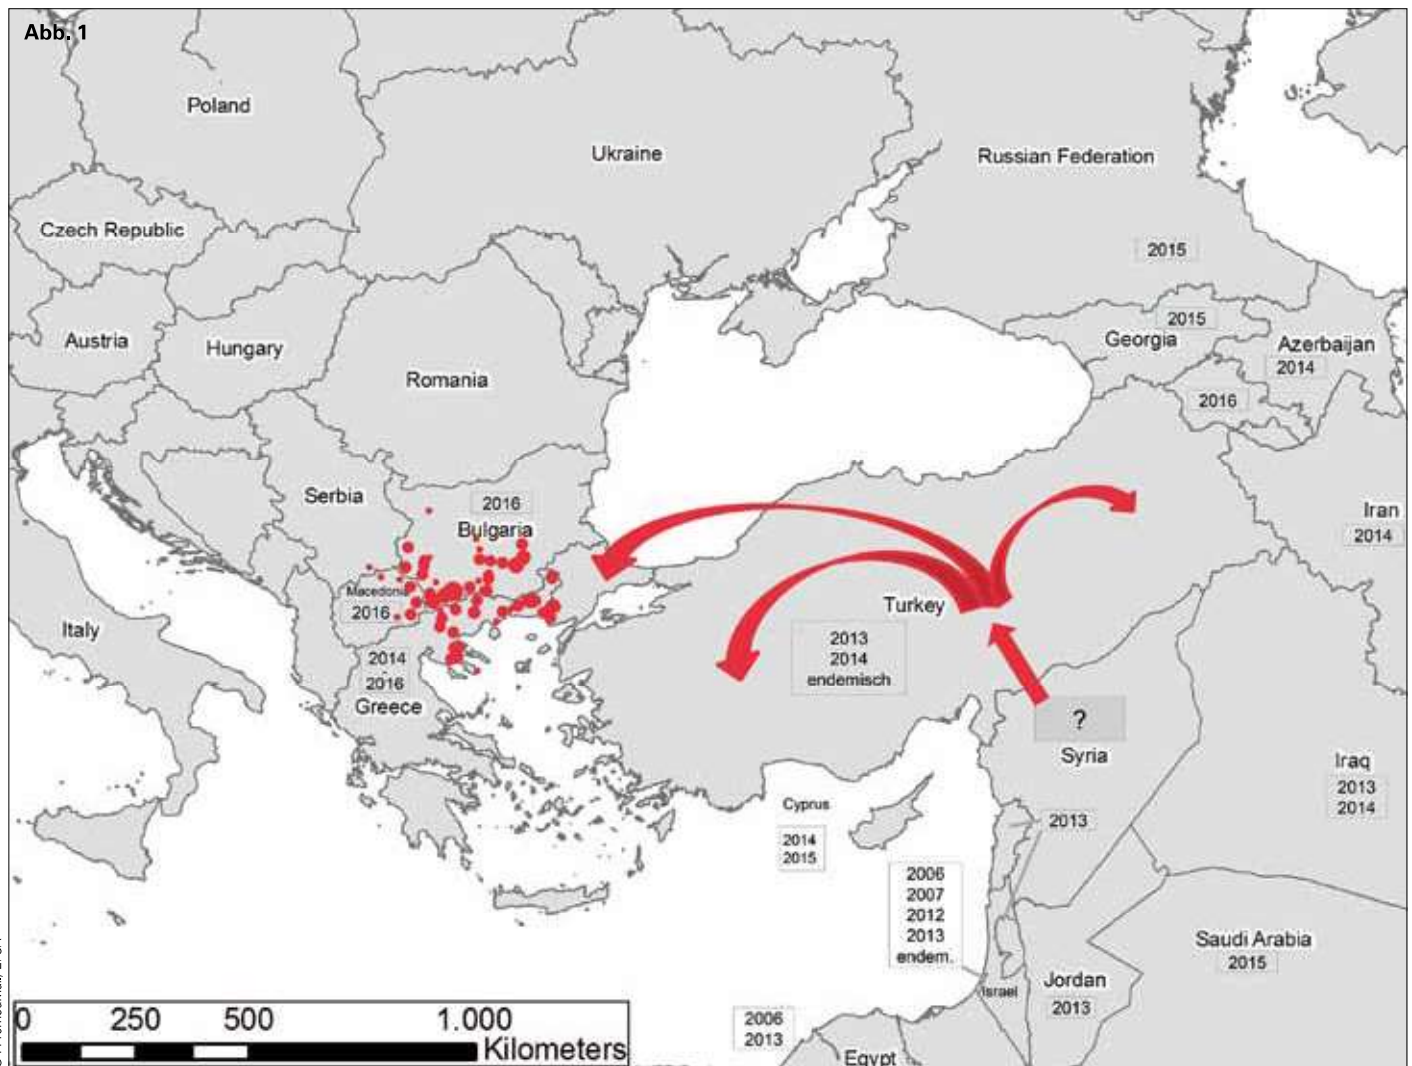 Abb. 1
Poland
Ukraine
Russian Federation
Czech Republic
2015
Austria
Hungary
Romania
2015
Georgia
Azerbaijan
2014
2016
Serbia
2016
Bulgaria
Iran
2014
Macedonia
2016
Turkey
2013
2014
endemisch
Italy
2014
-
2016
Greece
?
Syria
Iraq
2013
2014
Cyprus
2014
2015
2013
2006
2007
2012
2013
endem.
Israel
Jordan
2013
Saudi Arabia
2015
2006
2013
Egypt
0 250 500 1.000
Kilometers